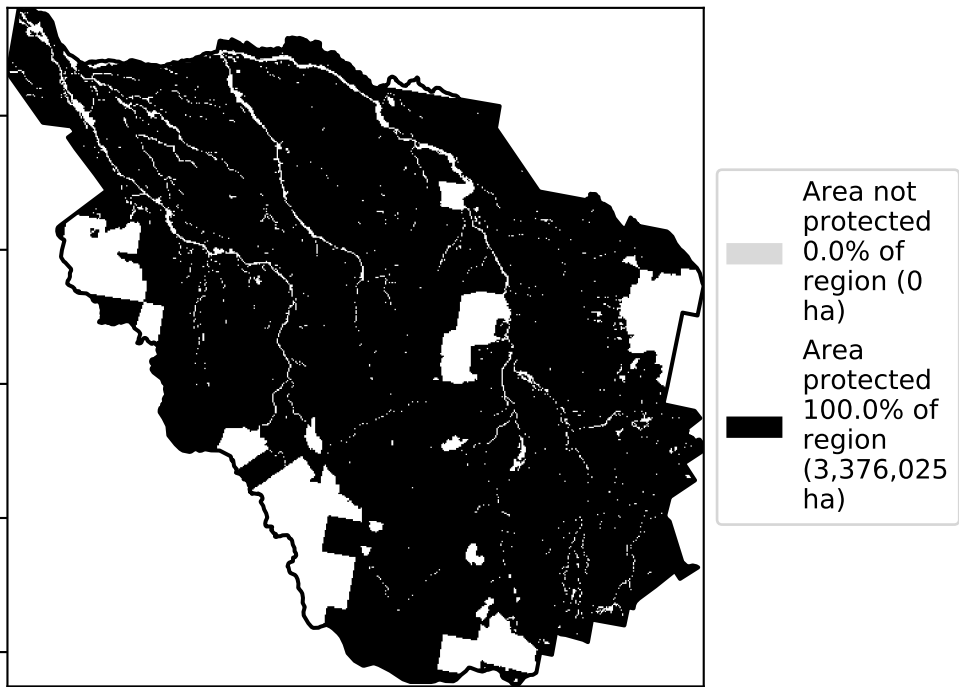 Area not
protected
0.0% of
region (0
ha)
Area
protected
100.0% of
region
(3,376,025
ha)